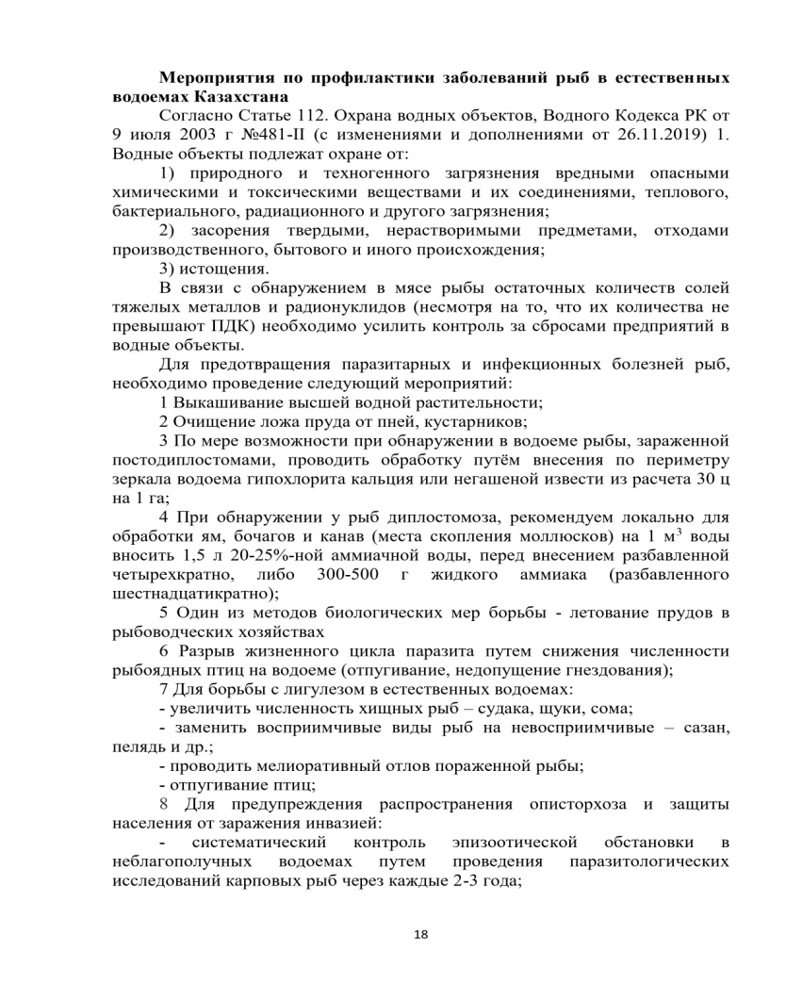 Мероприятия по профилактики заболеваний рыб в естественных
водоемах Казахстана
Согласно Статье 112. Охрана водных объектов, Водного Кодекса РК от
9 июля 2003 г №481-II (с изменениями и дополнениями от 26.11.2019) 1.
Водные объекты подлежат охране от:
1) природного и техногенного загрязнения вредными опасными
химическими и токсическими веществами и их соединениями, теплового,
бактериального, радиационного и другого загрязнения;
2) засорения твердыми, нерастворимыми предметами, отходами
производственного, бытового и иного происхождения;
3) истощения.
В связи с обнаружением в мясе рыбы остаточных количеств солей
тяжелых металлов и радионуклидов (несмотря на то, что их количества не
превышают ПДК) необходимо усилить контроль за сбросами предприятий в
водные объекты.
Для предотвращения паразитарных и инфекционных болезней рыб,
необходимо проведение следующий мероприятий:
1 Выкашивание высшей водной растительности;
2 Очищение ложа пруда от пней, кустарников;
3 По мере возможности при обнаружении в водоеме рыбы, зараженной
постодиплостомами, проводить обработку путём внесения по периметру
зеркала водоема гипохлорита кальция или негашеной извести из расчета 30 ц
на 1 га;
4 При обнаружении у рыб диплостомоза, рекомендуем локально для
обработки ям, бочагов и канав (места скопления моллюсков) на 1 м³ воды
вносить 1,5 л 20-25%-ной аммиачной воды, перед внесением разбавленной
четырехкратно, либо 300-500 г жидкого аммиака (разбавленного
шестнадцатикратно);
5 Один из методов биологических мер борьбы - летование прудов в
рыбоводческих хозяйствах
6 Разрыв жизненного цикла паразита путем снижения численности
рыбоядных птиц на водоеме (отпугивание, недопущение гнездования);
7 Для борьбы с лигулезом в естественных водоемах:
- увеличить численность хищных рыб – судака, щуки, сома;
- заменить восприимчивые виды рыб на невосприимчивые – сазан,
пелядь и др.;
- проводить мелиоративный отлов пораженной рыбы;
- отпугивание птиц;
8 Для предупреждения распространения описторхоза и защиты
населения от заражения инвазией:
- систематический контроль эпизоотической обстановки в
неблагополучных водоемах путем проведения паразитологических
исследований карповых рыб через каждые 2-3 года;
18